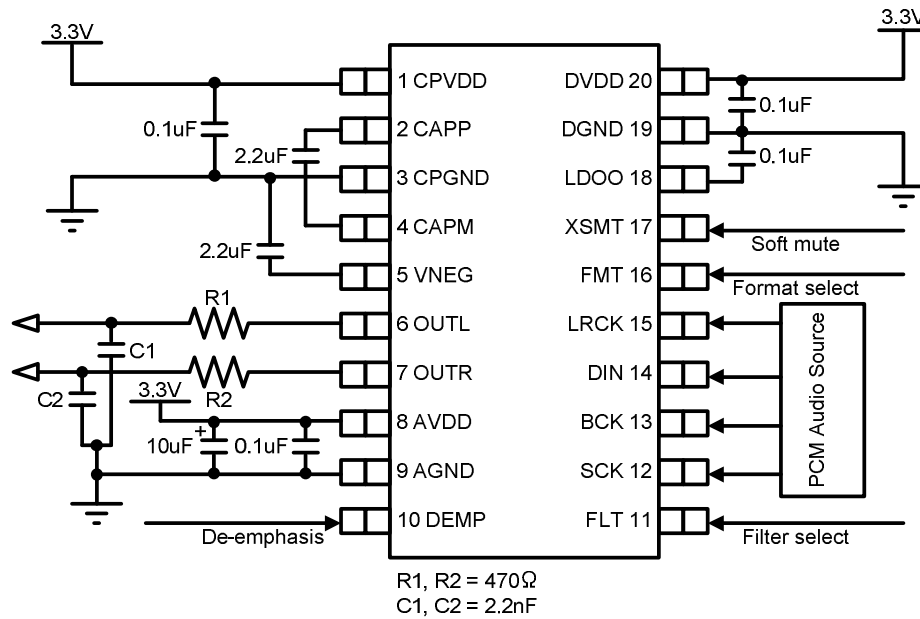 3.3V
3.3V
1 CPVDD
DVDD 20
0.1uF
0.1uF
2 CAPP
DGND 19
2.2uF
0.1uF
3 CPGND
LDOO 18
4 CAPM
XSMT 17
Soft mute
2.2uF
5 VNEG
FMT 16
Format select
R1
6 OUTL
LRCK 15
C1
7 OUTR
DIN 14
R2
C2
3.3V
8 AVDD
BCK 13
PCM Audio Source
10uF
+
0.1uF
9 AGND
SCK 12
10 DEMP
FLT 11
De-emphasis
Filter select
R1, R2 = 470Ω
C1, C2 = 2.2nF